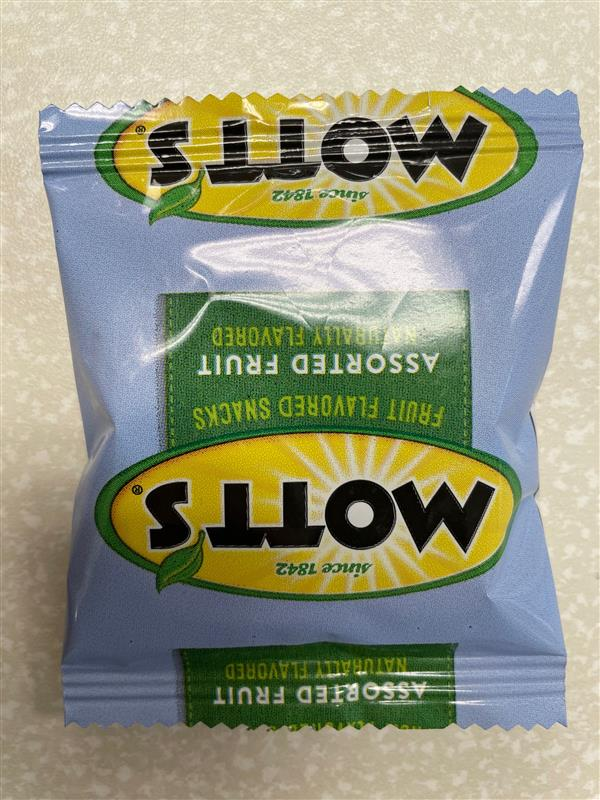 ASSORTED FRUIT
NATURALLY FLAVORED
since 1842
MOTT'S®
FRUIT FLAVORED SNACKS
ASSORTED FRUIT
NATURALLY FLAVORED
since 1842
MOTT'S®